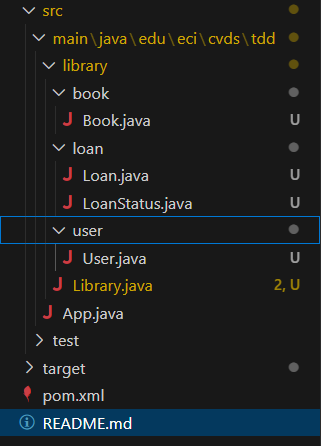 src
main\java\edu\eci\cvds\tdd
library
book
Book.java U
loan
Loan.java U
LoanStatus.java U
user
User.java U
Library.java 2, U
App.java
test
target
pom.xml
README.md